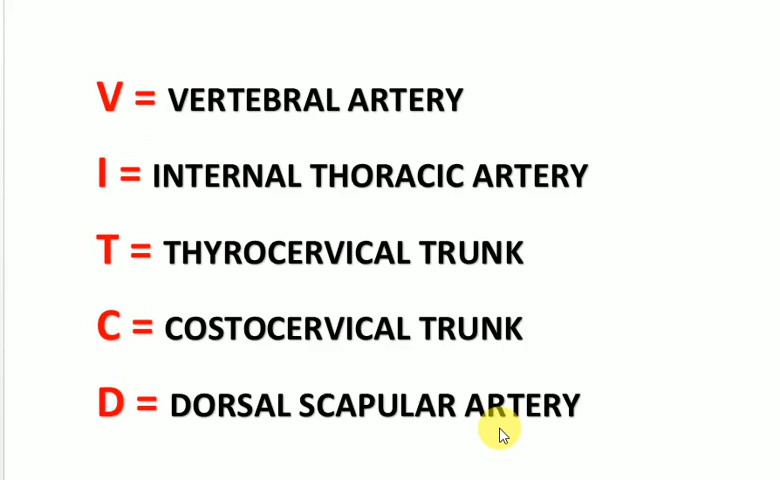 V = VERTEBRAL ARTERY
I = INTERNAL THORACIC ARTERY
T = THYROCERVICAL TRUNK
C = COSTOCERVICAL TRUNK
D = DORSAL SCAPULAR ARTERY